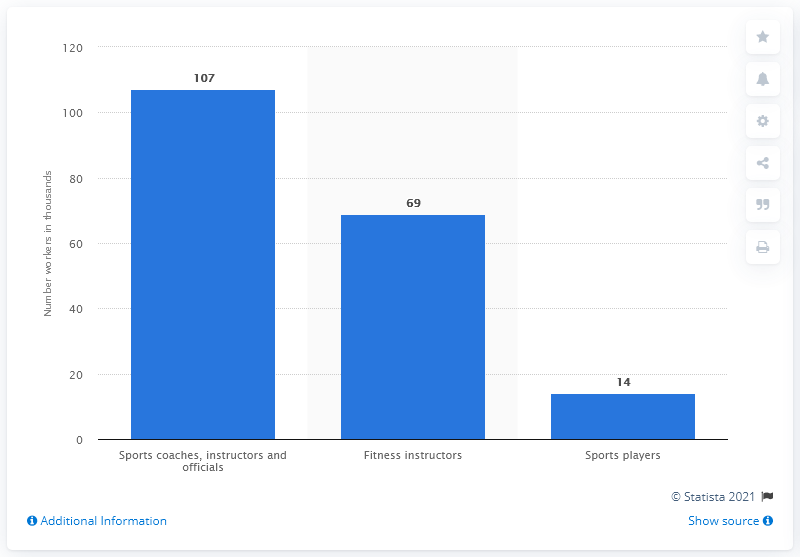 120
107
100
80
69
60
40
20
14
0
Number workers in thousands
Sports coaches, instructors and
officials
Fitness instructors
Sports players
© Statista 2021
Additional Information
Show source